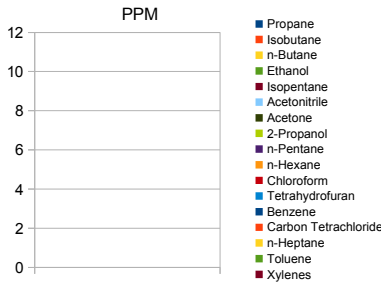 PPM
12
10
8
6
4
2
0
Propane
Isobutane
n-Butane
Ethanol
Isopentane
Acetonitrile
Acetone
2-Propanol
n-Pentane
n-Hexane
Chloroform
Tetrahydrofuran
Benzene
Carbon Tetrachloride
n-Heptane
Toluene
Xylenes